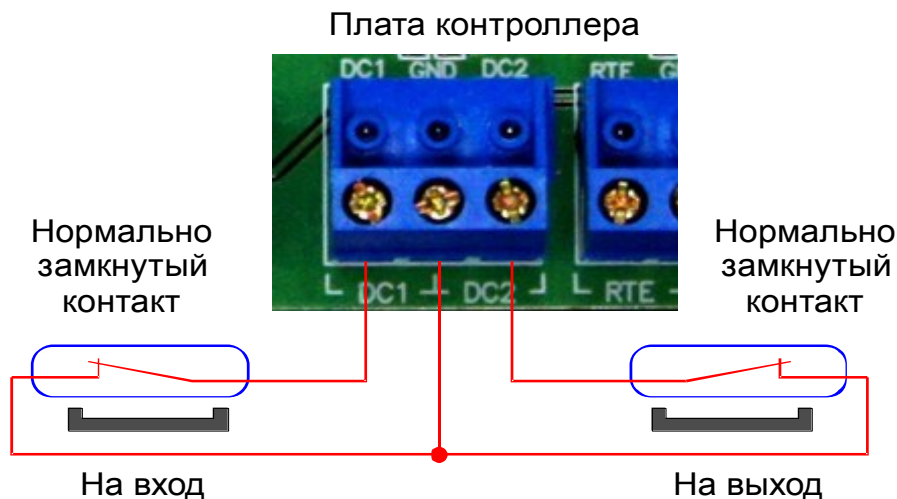 Плата контроллера
DC1 GND DC2 RTE
DC1 DC2 RTE
Нормально
замкнутый
контакт
Нормально
замкнутый
контакт
На вход
На выход